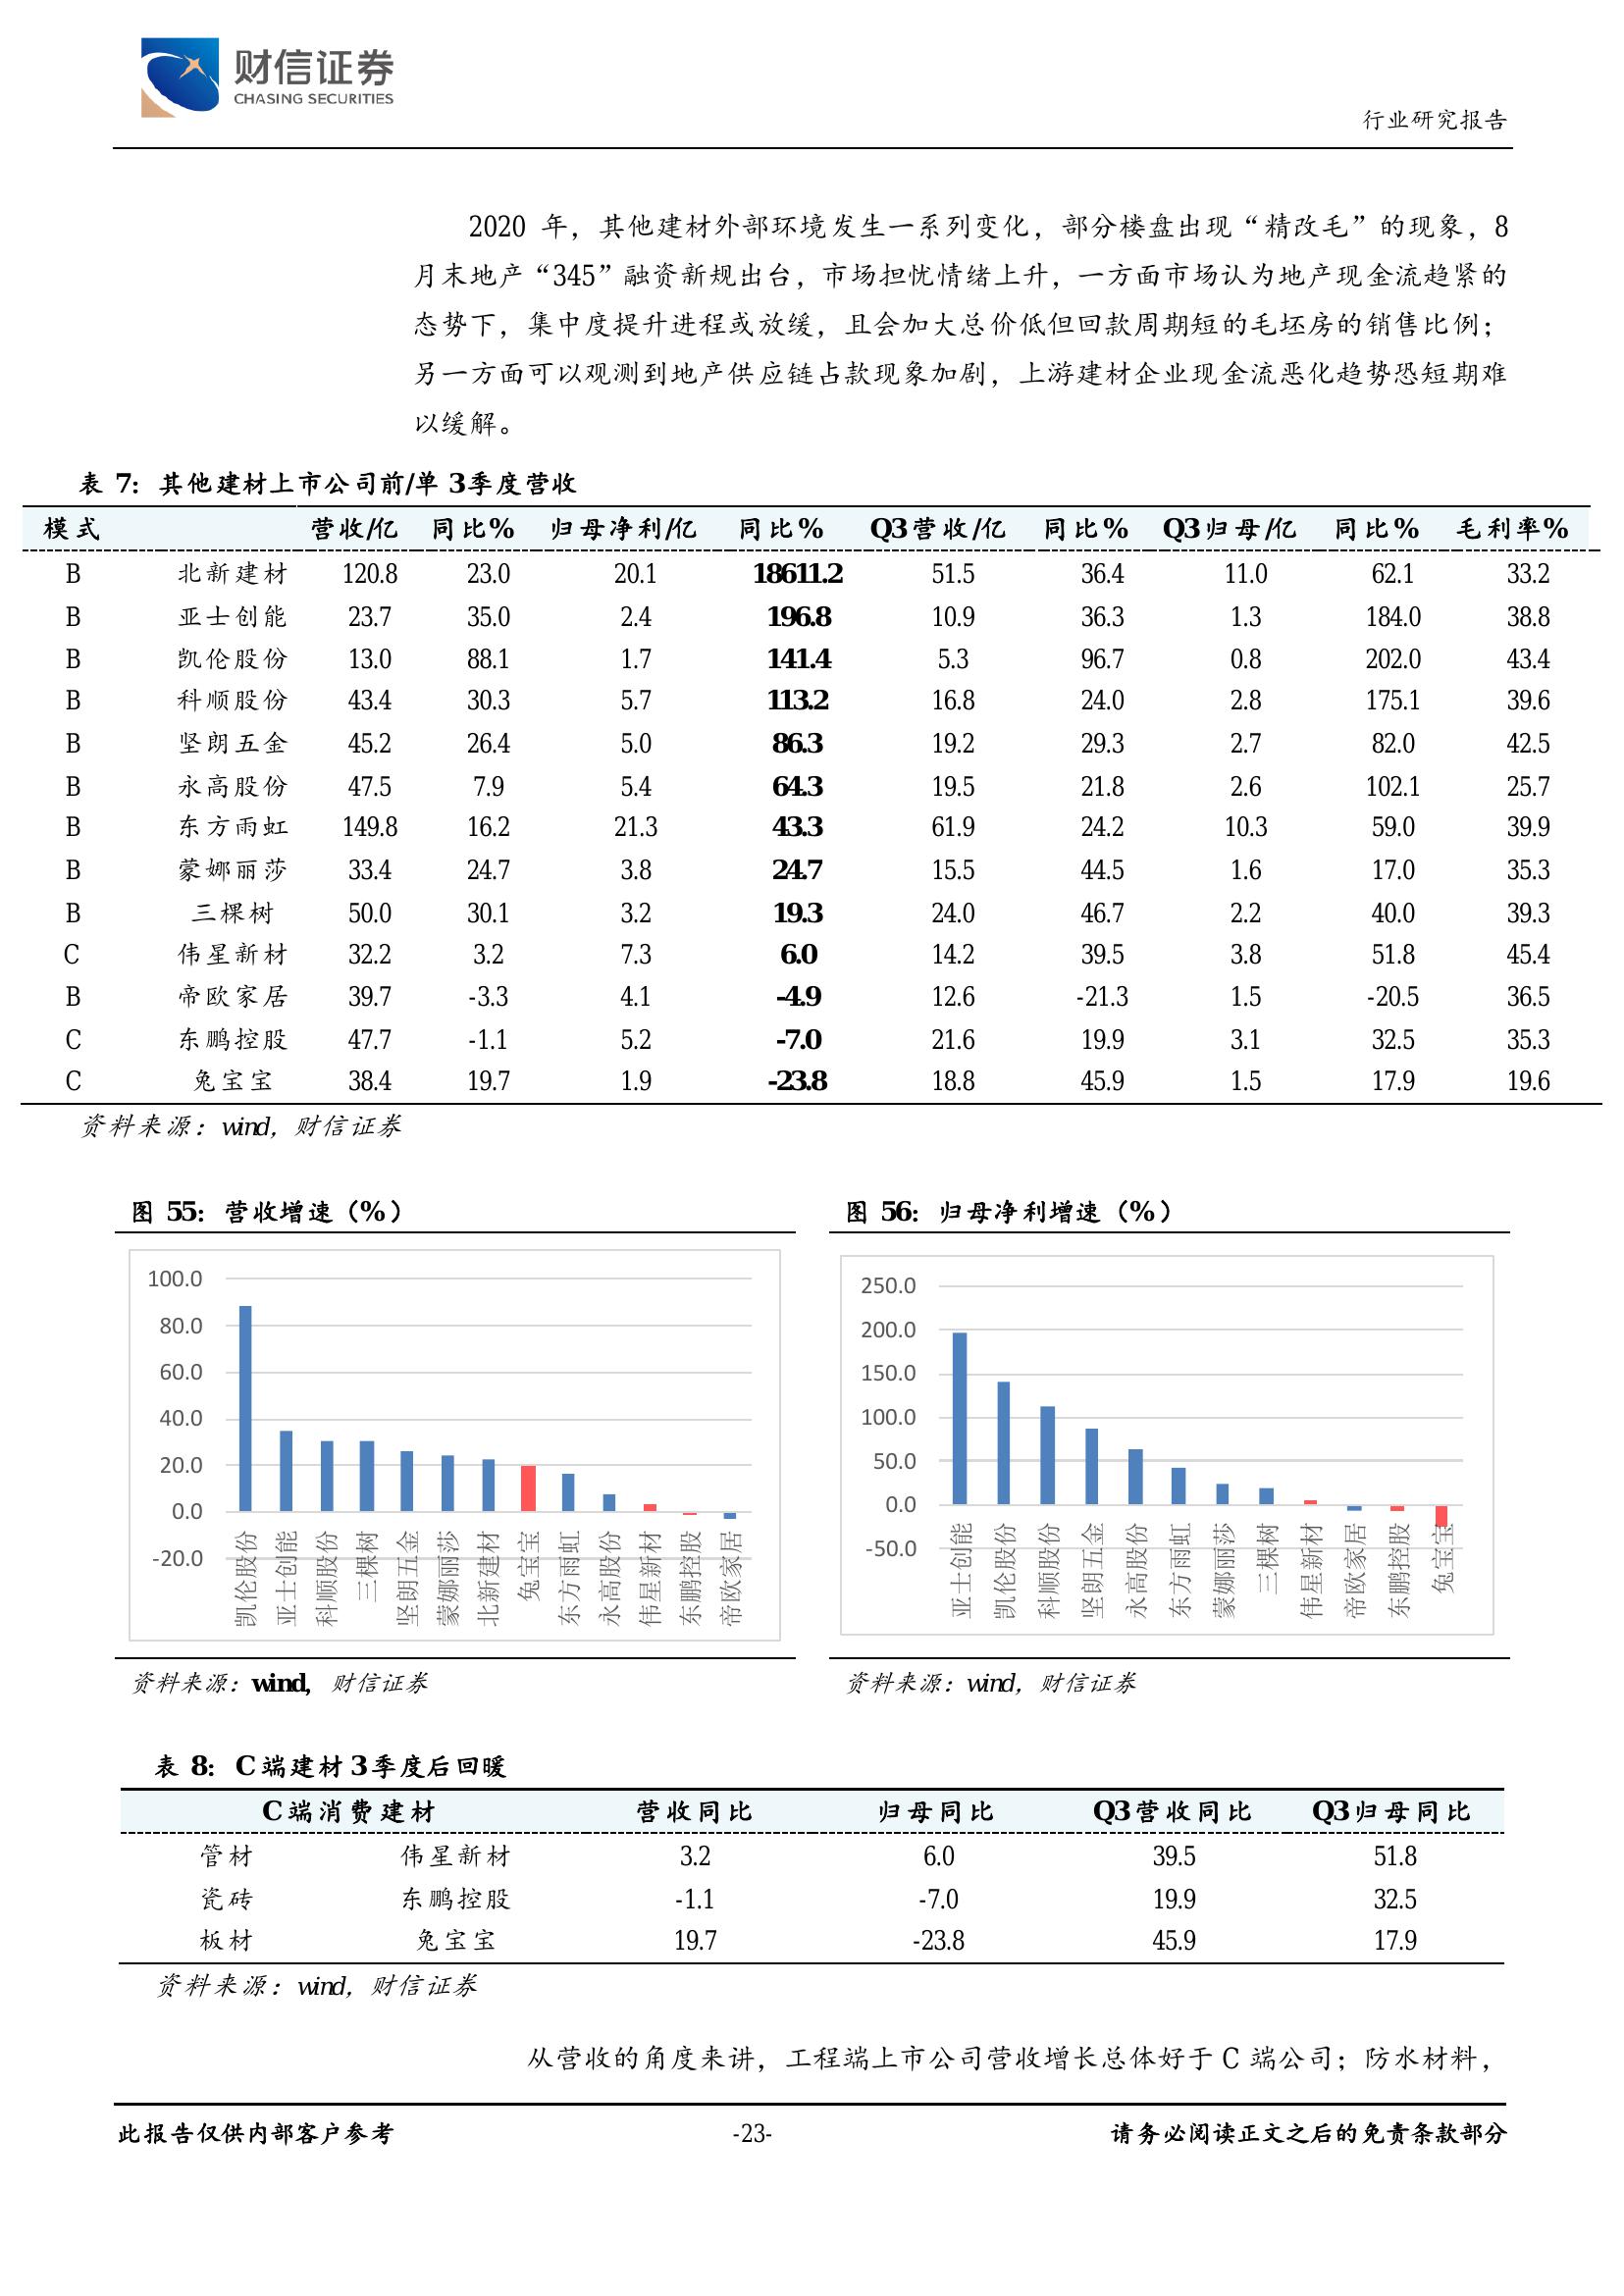 财信证券
CHASING SECURITIES
行业研究报告
2020 年，其他建材外部环境发生一系列变化，部分楼盘出现“精改毛”的现象，8
月末地产“345”融资新规出台，市场担忧情绪上升，一方面市场认为地产现金流趋紧的
态势下，集中度提升进程或放缓，且会加大总价低但回款周期短的毛坯房的销售比例；
另一方面可以观测到地产供应链占款现象加剧，上游建材企业现金流恶化趋势恐短期难
以缓解。
表 7：其他建材上市公司前/单 3季度营收
模式 营收/亿 同比% 归母净利/亿 同比% Q3营收/亿 同比% Q3归母/亿 同比% 毛利率%
B 北新建材 120.8 23.0 20.1 18611.2 51.5 36.4 11.0 62.1 33.2
B 亚士创能 23.7 35.0 2.4 196.8 10.9 36.3 1.3 184.0 38.8
B 凯伦股份 13.0 88.1 1.7 141.4 5.3 96.7 0.8 202.0 43.4
B 科顺股份 43.4 30.3 5.7 113.2 16.8 24.0 2.8 175.1 39.6
B 坚朗五金 45.2 26.4 5.0 86.3 19.2 29.3 2.7 82.0 42.5
B 永高股份 47.5 7.9 5.4 64.3 19.5 21.8 2.6 102.1 25.7
B 东方雨虹 149.8 16.2 21.3 43.3 61.9 24.2 10.3 59.0 39.9
B 蒙娜丽莎 33.4 24.7 3.8 24.7 15.5 44.5 1.6 17.0 35.3
B 三棵树 50.0 30.1 3.2 19.3 24.0 46.7 2.2 40.0 39.3
C 伟星新材 32.2 3.2 7.3 6.0 14.2 39.5 3.8 51.8 45.4
B 帝欧家居 39.7 -3.3 4.1 -4.9 12.6 -21.3 1.5 -20.5 36.5
C 东鹏控股 47.7 -1.1 5.2 -7.0 21.6 19.9 3.1 32.5 35.3
C 兔宝宝 38.4 19.7 1.9 -23.8 18.8 45.9 1.5 17.9 19.6
资料来源：wind，财信证券
图 55：营收增速（%）
100.0
80.0
60.0
40.0
20.0
0.0
-20.0
凯伦股份 亚士创能 科顺股份 三棵树 坚朗五金 蒙娜丽莎 北新建材 兔宝宝 东方雨虹 永高股份 伟星新材 东鹏控股 帝欧家居
资料来源：wind，财信证券
图 56：归母净利增速（%）
250.0
200.0
150.0
100.0
50.0
0.0
-50.0
亚士创能 凯伦股份 科顺股份 坚朗五金 永高股份 东方雨虹 蒙娜丽莎 三棵树 伟星新材 帝欧家居 东鹏控股 兔宝宝
资料来源：wind，财信证券
表 8：C端建材3季度后回暖
C端消费建材 营收同比 归母同比 Q3营收同比 Q3归母同比
管材 伟星新材 3.2 6.0 39.5 51.8
瓷砖 东鹏控股 -1.1 -7.0 19.9 32.5
板材 兔宝宝 19.7 -23.8 45.9 17.9
资料来源：wind，财信证券
从营收的角度来讲，工程端上市公司营收增长总体好于 C 端公司；防水材料，
此报告仅供内部客户参考 -23- 请务必阅读正文之后的免责条款部分